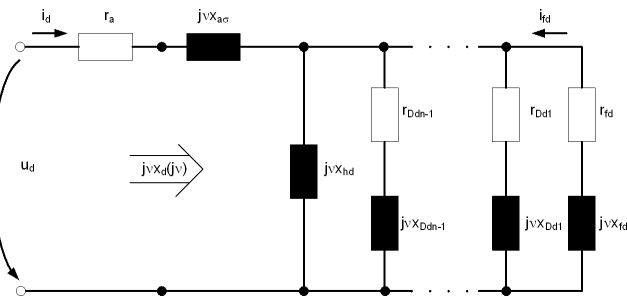 i_d r_a jνx_aσ i_fd
r_Ddn-1 r_Dd1 r_fd
u_d jνx_d(jν) jνx_hd
jνx_Ddn-1 jνx_Dd1 jνx_fd